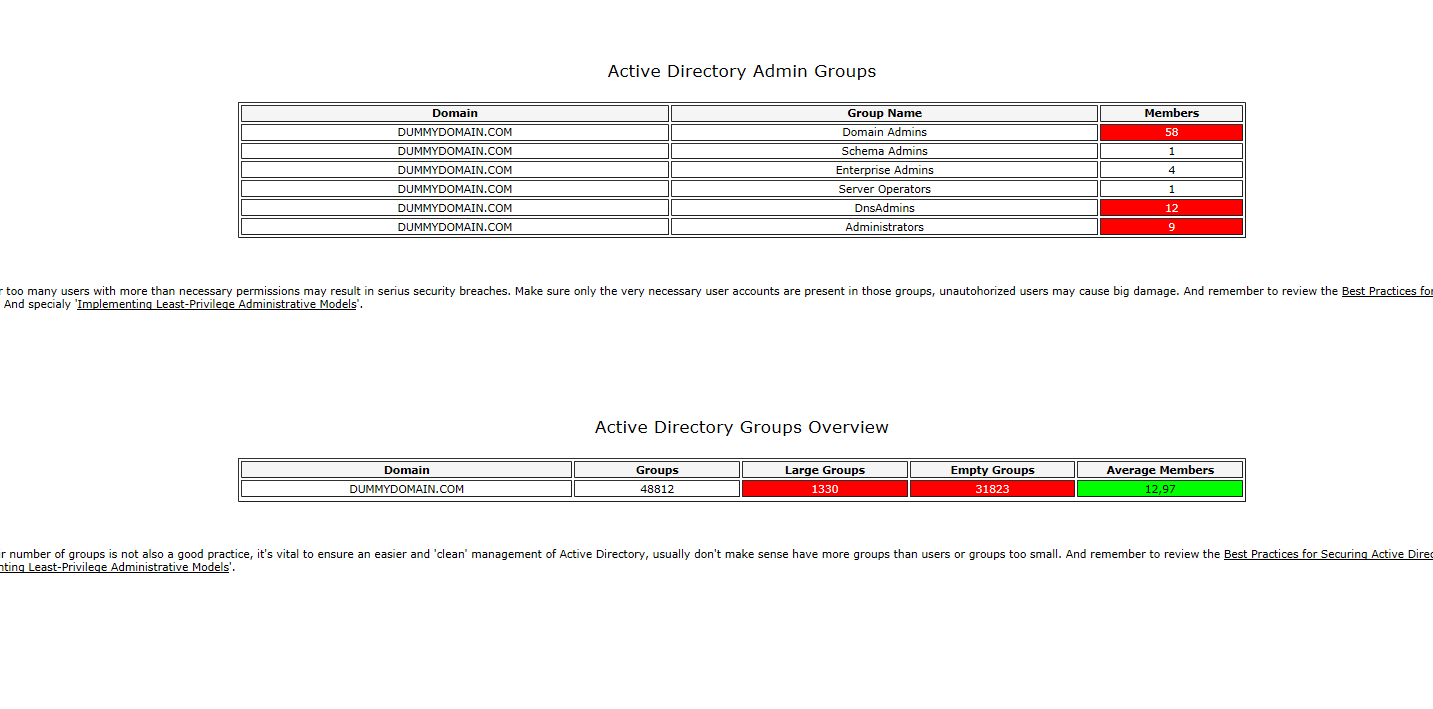 Active Directory Admin Groups
Domain Group Name Members
DUMMYDOMAIN.COM Domain Admins 58
DUMMYDOMAIN.COM Schema Admins 1
DUMMYDOMAIN.COM Enterprise Admins 4
DUMMYDOMAIN.COM Server Operators 1
DUMMYDOMAIN.COM DnsAdmins 12
DUMMYDOMAIN.COM Administrators 9
too many users with more than necessary permissions may result in serius security breaches. Make sure only the very necessary user accounts are present in those groups, unautohorized users may cause big damage. And remember to review the Best Practices for
And specialy 'Implementing Least-Privilege Administrative Models'.
Active Directory Groups Overview
Domain Groups Large Groups Empty Groups Average Members
DUMMYDOMAIN.COM 48812 1330 31823 12,97
number of groups is not also a good practice, it's vital to ensure an easier and 'clean' management of Active Directory, usually don't make sense have more groups than users or groups too small. And remember to review the Best Practices for Securing Active Direc
nting Least-Privilege Administrative Models'.